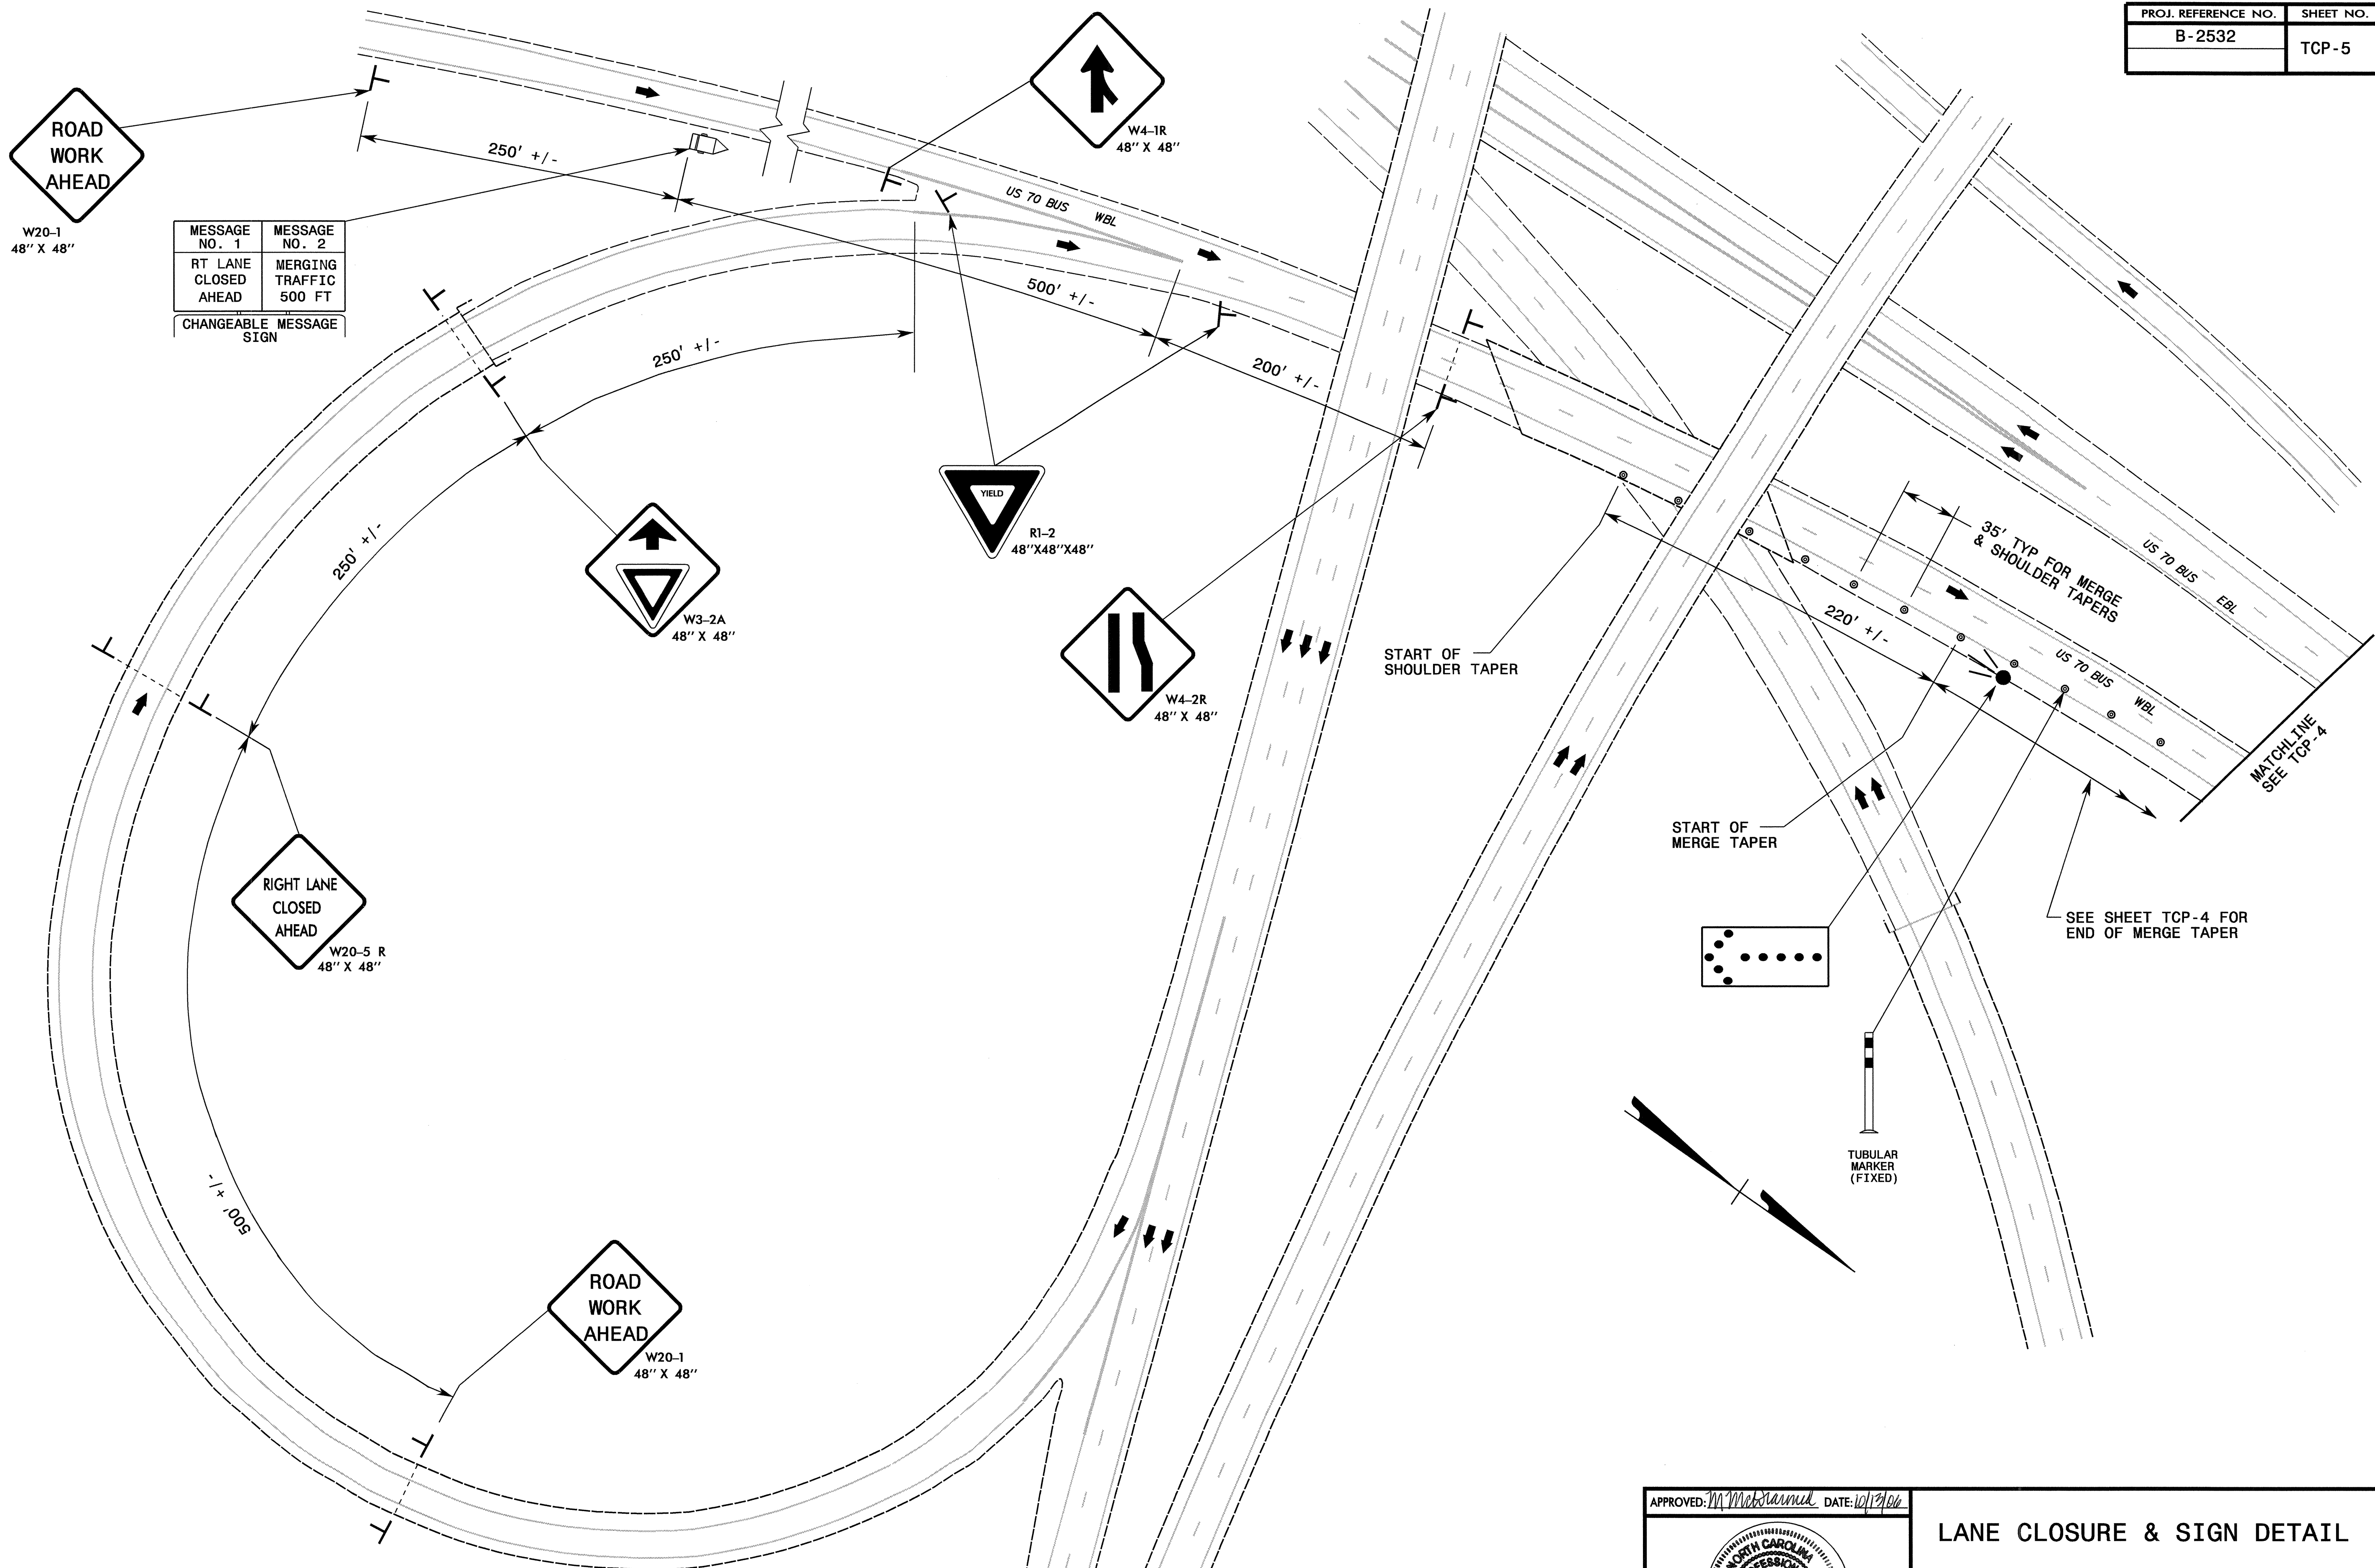 PROJ. REFERENCE NO. SHEET NO.
B-2532 TCP-5
ROAD
WORK
AHEAD
W20-1
48" X 48"
250' +/-
W4-1R
48" X 48"
US 70 BUS WBL
MESSAGE NO. 1
MESSAGE NO. 2
RT LANE
CLOSED
AHEAD
MERGING
TRAFFIC
500 FT
CHANGEABLE MESSAGE
SIGN
500' +/-
250' +/-
200' +/-
250' +/-
YIELD
R1-2
48"X48"X48"
W3-2A
48" X 48"
W4-2R
48" X 48"
START OF
SHOULDER TAPER
35' TYP FOR MERGE
& SHOULDER TAPERS
US 70 BUS EBL
220' +/-
US 70 BUS WBL
MATCHLINE
SEE TCP-4
START OF
MERGE TAPER
SEE SHEET TCP-4 FOR
END OF MERGE TAPER
RIGHT LANE
CLOSED
AHEAD
W20-5 R
48" X 48"
500' +/-
ROAD
WORK
AHEAD
W20-1
48" X 48"
TUBULAR
MARKER
(FIXED)
APPROVED: DATE: 10/13/06
NORTH CAROLINA
LANE CLOSURE & SIGN DETAIL